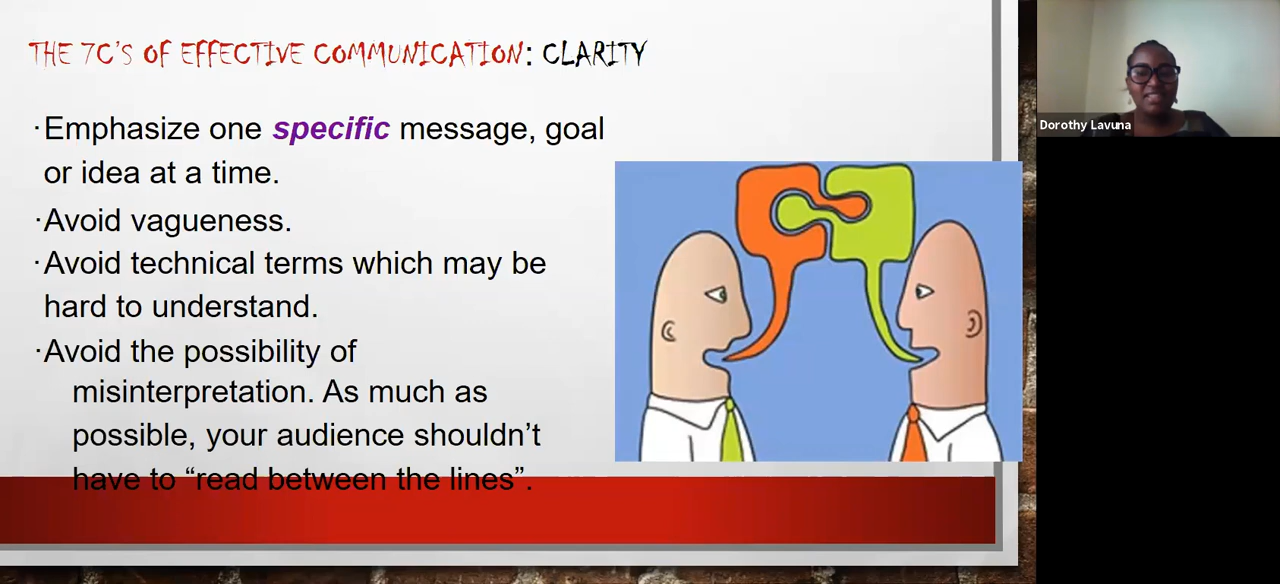 THE 7C'S OF EFFECTIVE COMMUNICATION: CLARITY
·Emphasize one specific message, goal
or idea at a time.
·Avoid vagueness.
·Avoid technical terms which may be
hard to understand.
·Avoid the possibility of
misinterpretation. As much as
possible, your audience shouldn’t
have to “read between the lines”.
Dorothy Lavuna